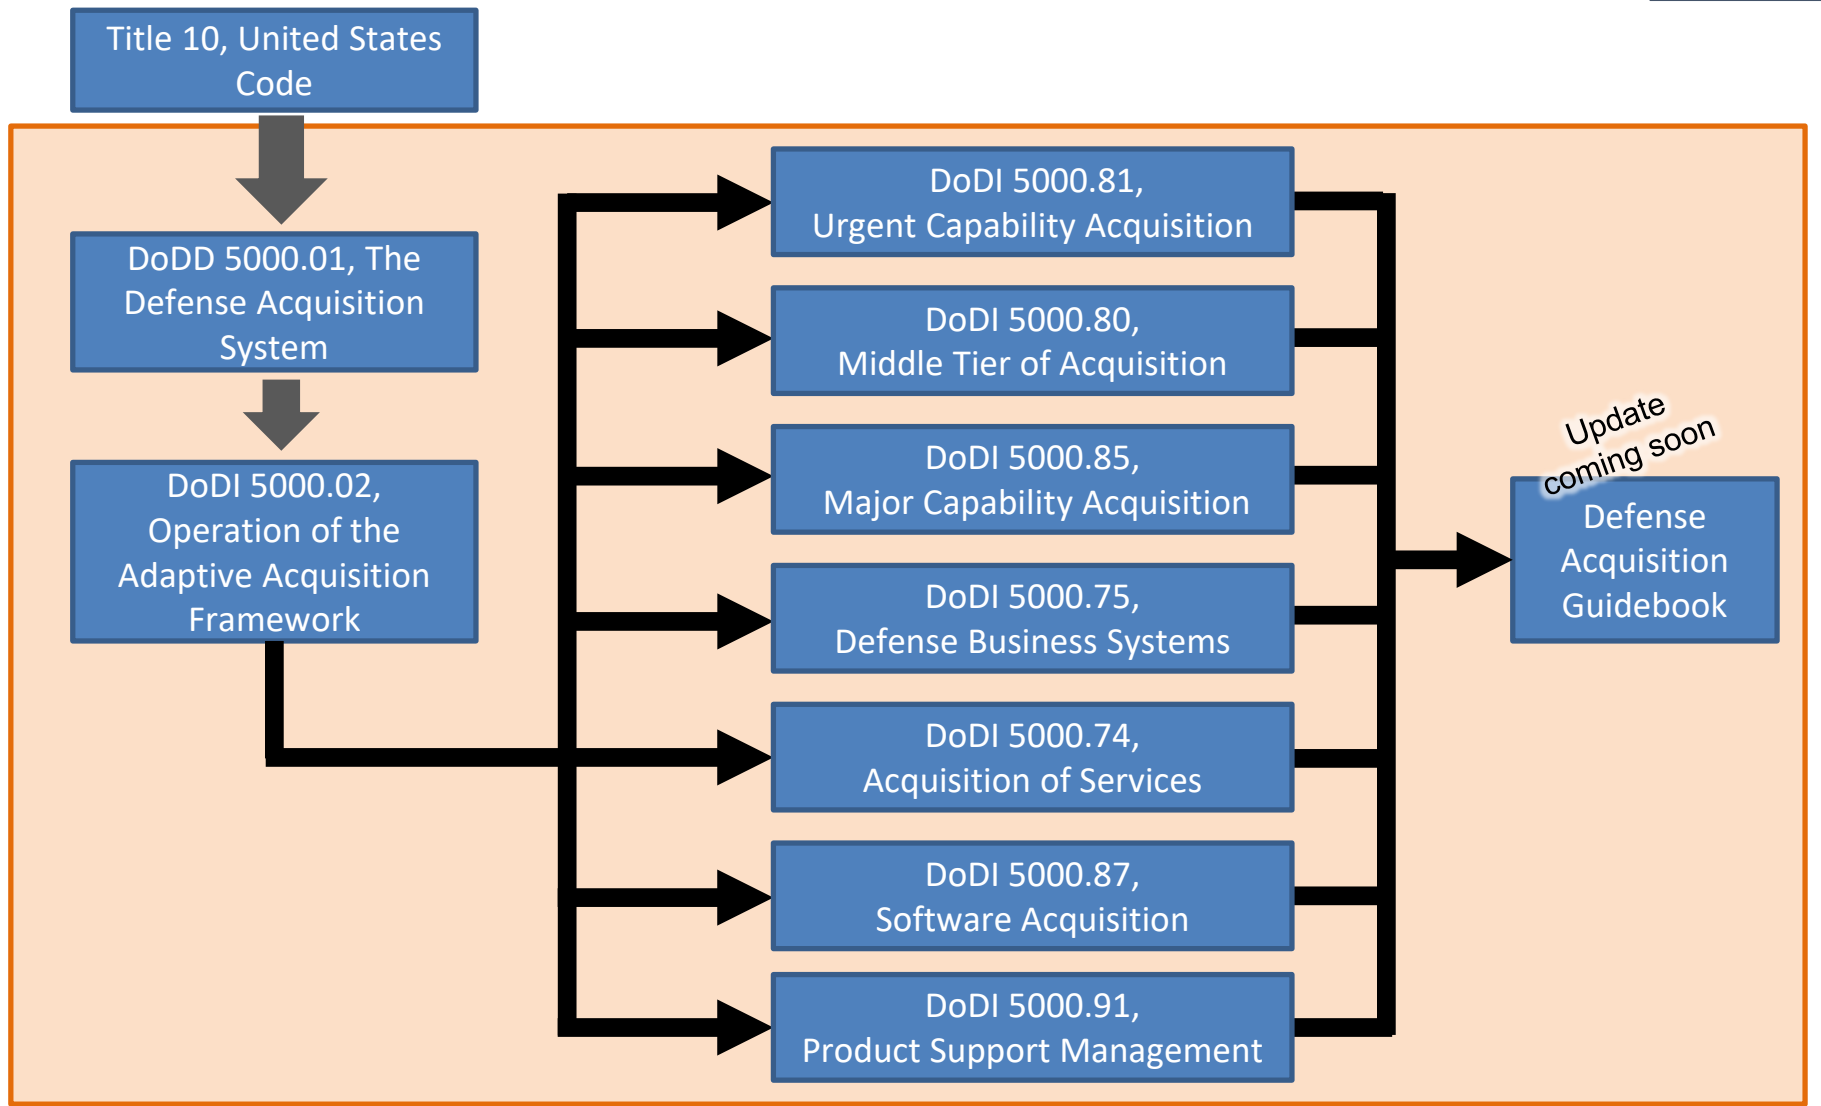 Title 10, United States
Code
DoDD 5000.01, The
Defense Acquisition
System
DoDI 5000.02,
Operation of the
Adaptive Acquisition
Framework
DoDI 5000.81,
Urgent Capability Acquisition
DoDI 5000.80,
Middle Tier of Acquisition
DoDI 5000.85,
Major Capability Acquisition
DoDI 5000.75,
Defense Business Systems
DoDI 5000.74,
Acquisition of Services
DoDI 5000.87,
Software Acquisition
DoDI 5000.91,
Product Support Management
Update
coming soon
Defense
Acquisition
Guidebook